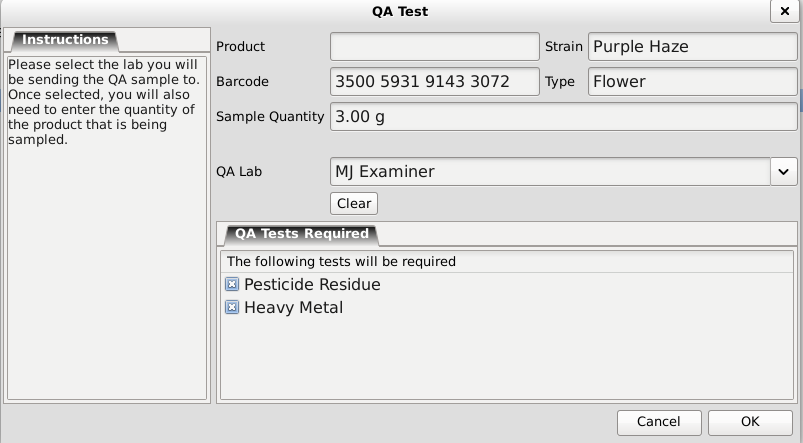 QA Test
Instructions
Please select the lab you will
be sending the QA sample to.
Once selected, you will also
need to enter the quantity of
the product that is being
sampled.
Product Strain Purple Haze
Barcode 3500 5931 9143 3072 Type Flower
Sample Quantity 3.00 g
QA Lab MJ Examiner
Clear
QA Tests Required
The following tests will be required
Pesticide Residue
Heavy Metal
Cancel OK